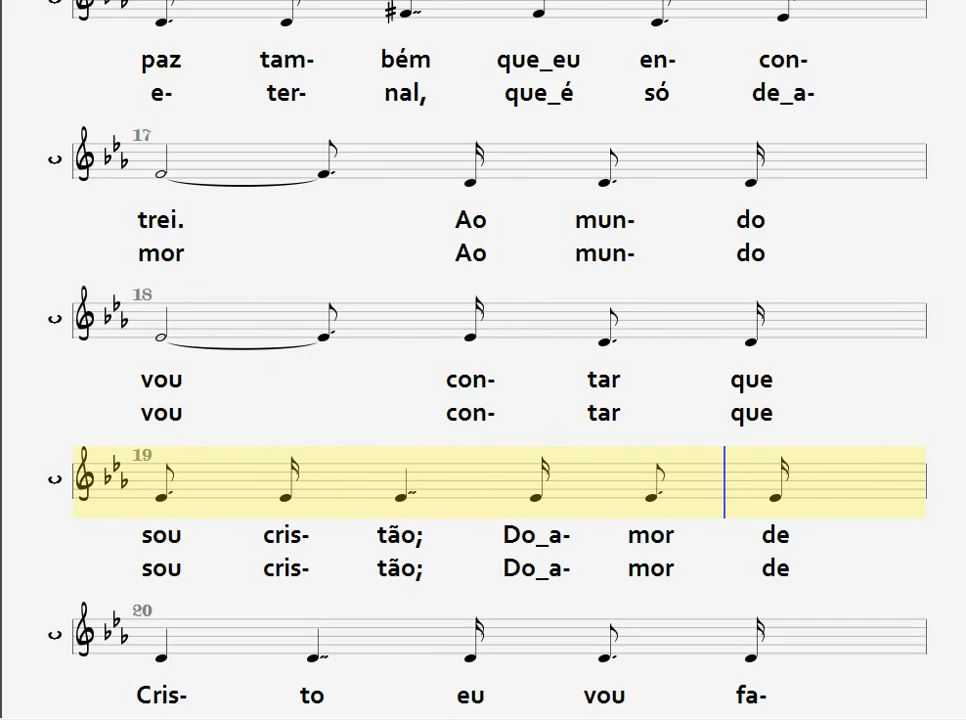 paz tam- bém que_eu en- con-
e- ter- nal, que_é só de_a-
17
trei. Ao mun- do
mor Ao mun- do
18
vou con- tar que
vou con- tar que
19
sou cris- tão; Do_a- mor de
sou cris- tão; Do_a- mor de
20
Cris- to eu vou fa-